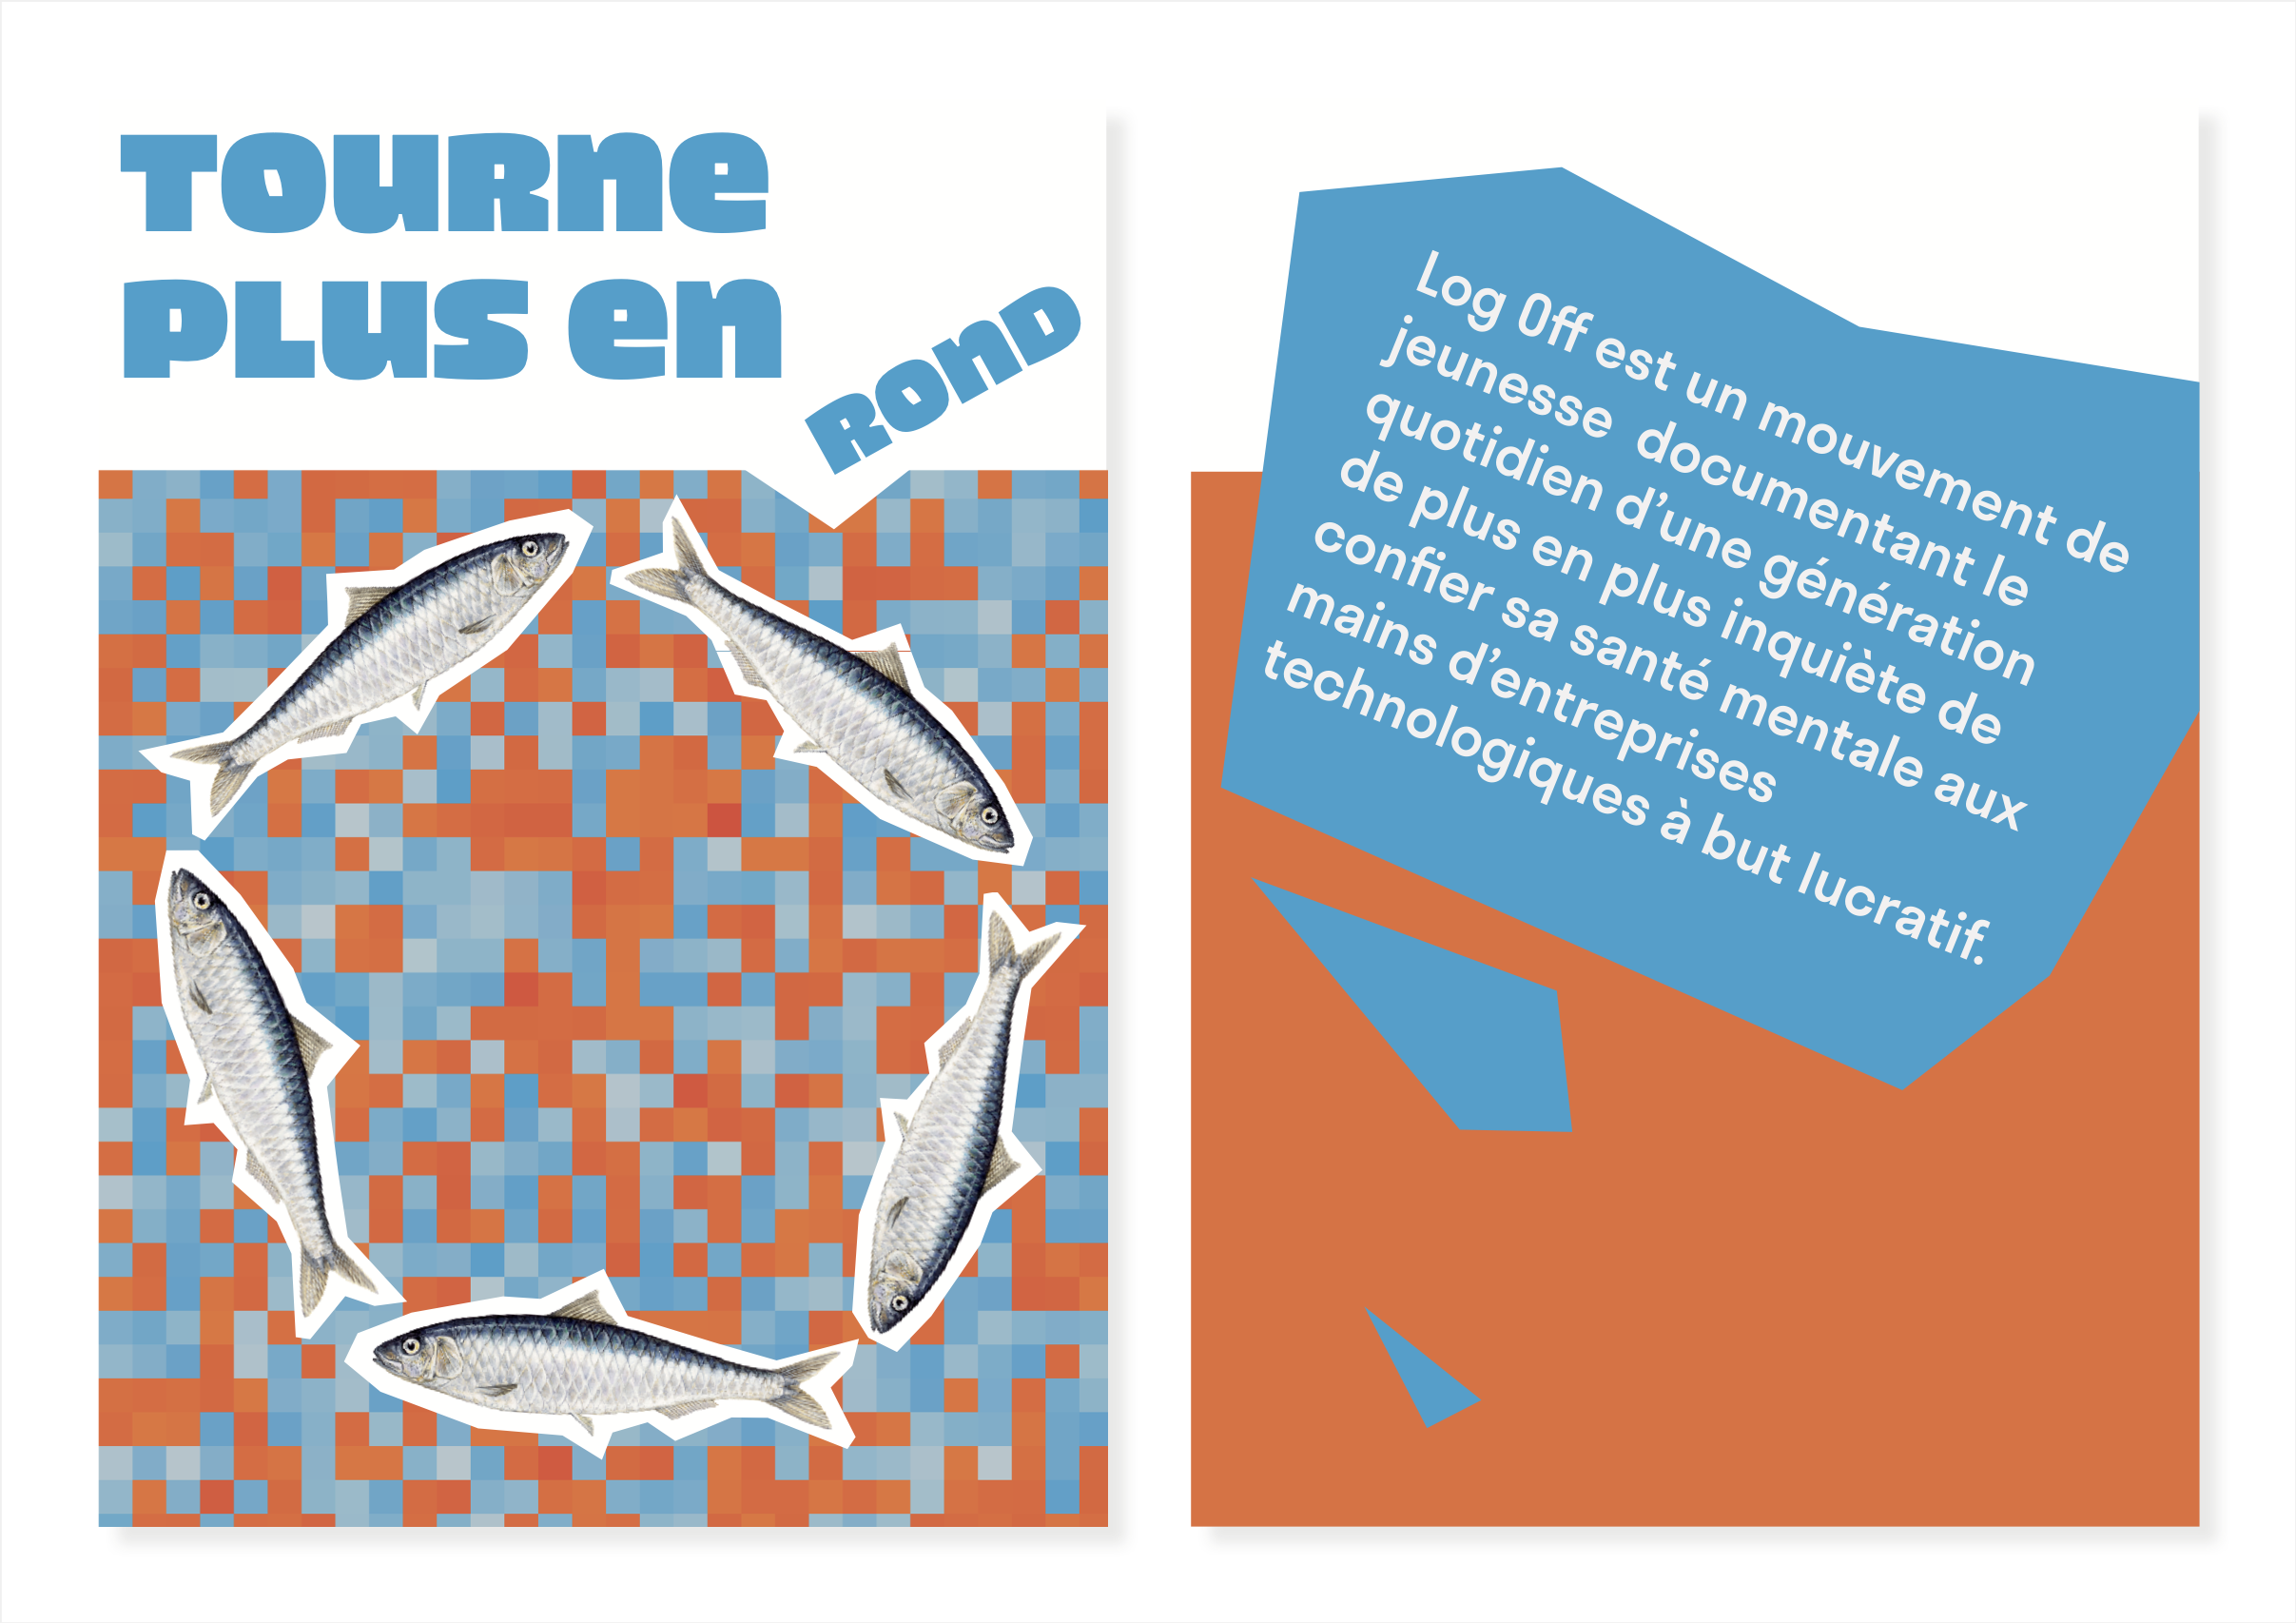 TOURne
PLUS en
ROnD
Log Off est un mouvement de
jeunesse  documentant le
quotidien d’une génération
de plus en plus inquiète de
confier sa santé mentale aux
mains d’entreprises
technologiques à but lucratif.